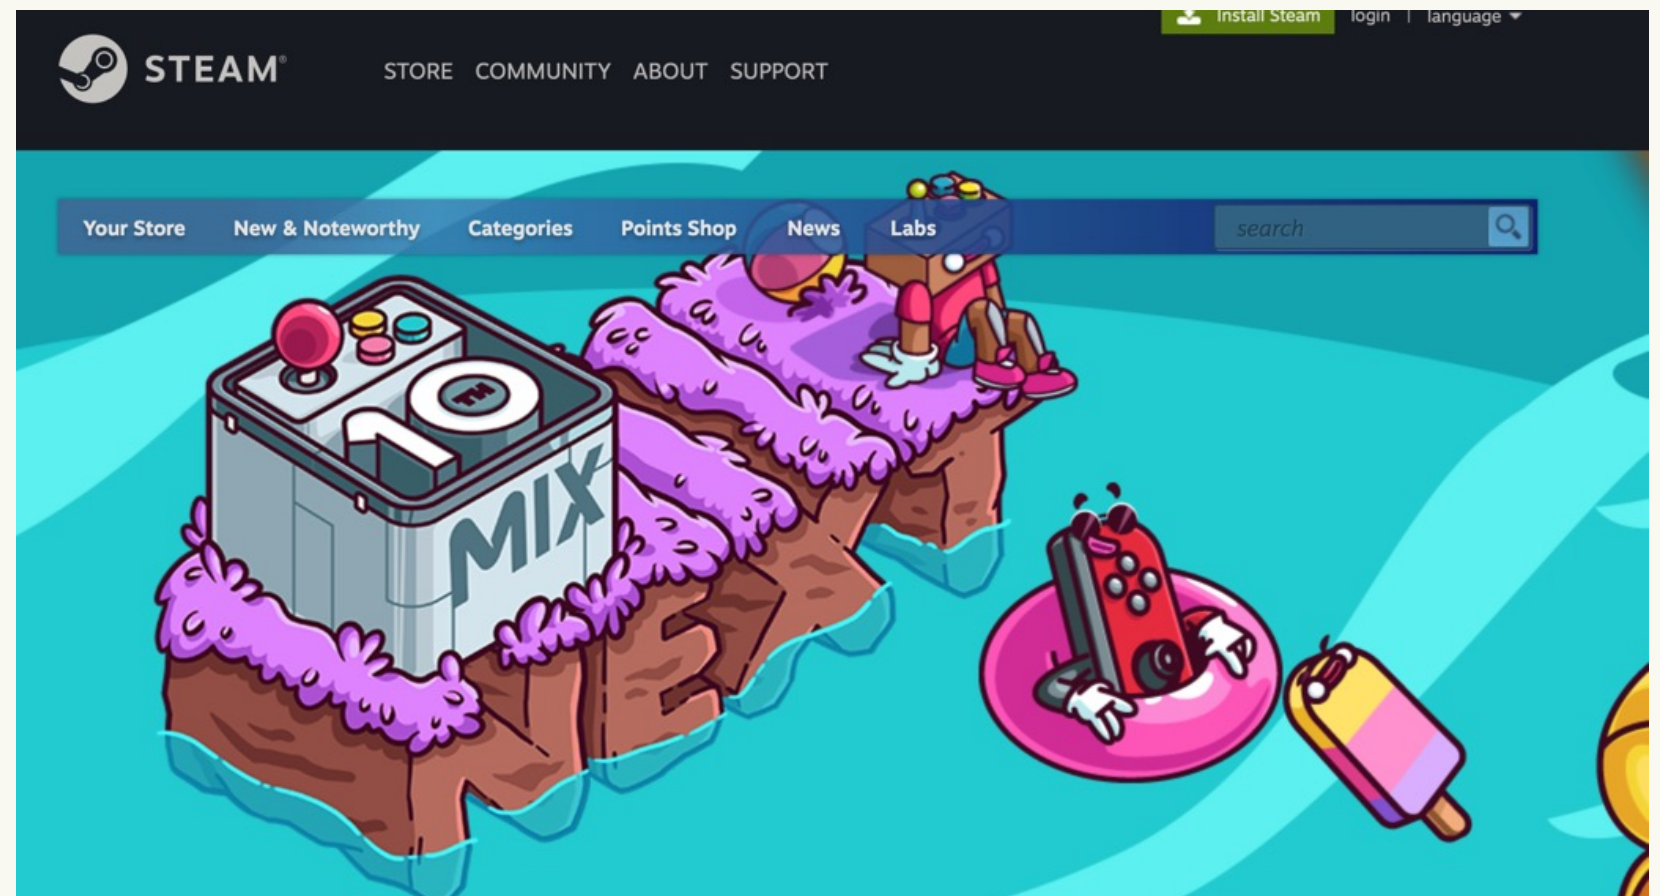 Install Steam login | language
STEAM®
STORE COMMUNITY ABOUT SUPPORT
Your Store New & Noteworthy Categories Points Shop News Labs search
10
TM
MIX
NEXT